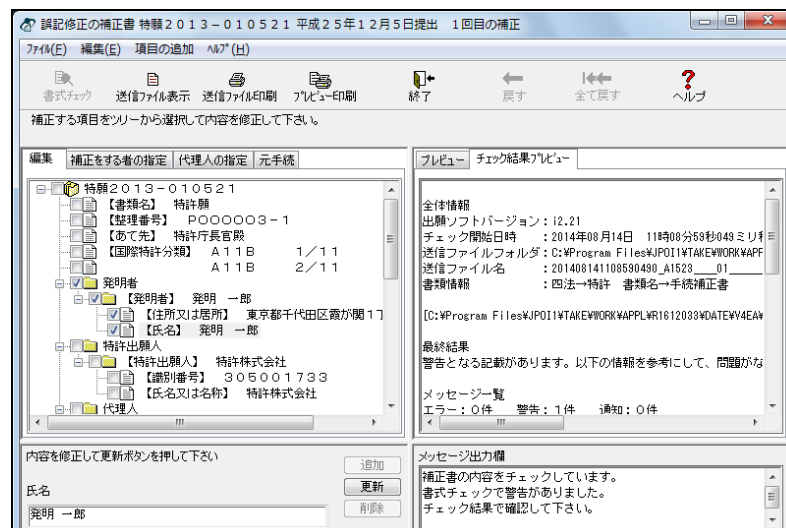 誤記修正の補正書 特願２０１３－０１０５２１ 平成２５年１２月５日提出　１回目の補正
ﾌｧｲﾙ(F)　編集(E)　項目の追加　ﾍﾙﾌﾟ(H)
書式ﾁｪｯｸ　送信ﾌｧｲﾙ表示　送信ﾌｧｲﾙ印刷　ﾌﾟﾚﾋﾞｭｰ印刷　終了　戻す　全て戻す　ヘルプ
補正する項目をツリーから選択して内容を修正して下さい。
編集　補正をする者の指定　代理人の指定　元手続
特願２０１３－０１０５２１
【書類名】　特許願
【整理番号】　Ｐ０００００３－１
【あて先】　特許庁長官殿
【国際特許分類】　Ａ１１Ｂ　１／１１
Ａ１１Ｂ　２／１１
発明者
【発明者】　発明　一郎
【住所又は居所】　東京都千代田区霞が関１丁
【氏名】　発明　一郎
特許出願人
【特許出願人】　特許株式会社
【識別番号】　３０５００１７３３
【氏名又は名称】　特許株式会社
代理人
プレビュー　チェック結果プレビュー
全体情報
出願ソフトバージョン：i2.21
チェック開始日時　：2014年08月14日　11時08分59秒049ミリ
送信ファイルフォルダ：C:¥Program Files¥JPOI1¥TAKE¥WORK¥APP
送信ファイル名　：201408141108590490_A1523____01______
書類情報　：四法→特許　書類名→手続補正書
[C:¥Program Files¥JPOI1¥TAKE¥WORK¥APPL¥R1612033¥DATE¥V4EA¥
最終結果
警告となる記載があります。以下の情報を参考にして、問題がな
メッセージ一覧
エラー：０件　警告：１件　通知：０件
内容を修正して更新ボタンを押して下さい
追加
更新
削除
氏名
発明　一郎
メッセージ出力欄
補正書の内容をチェックしています。
書式チェックで警告がありました。
チェック結果で確認して下さい。